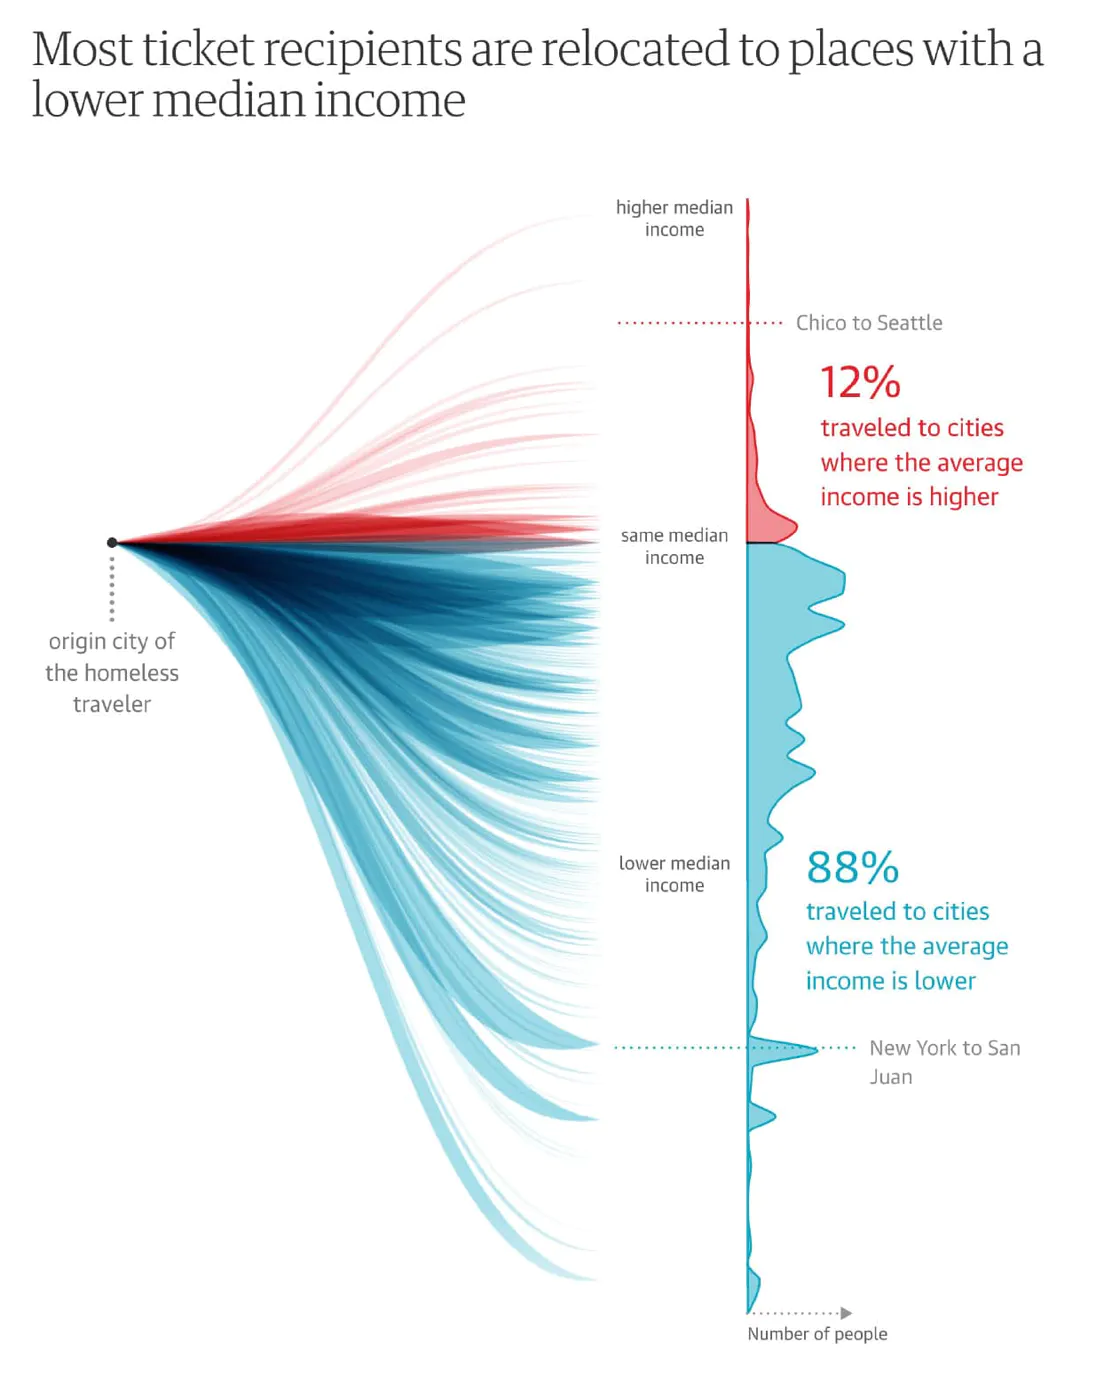 Most ticket recipients are relocated to places with a
lower median income
higher median
income
Chico to Seattle
12%
traveled to cities
where the average
income is higher
same median
income
origin city of
the homeless
traveler
lower median
income
88%
traveled to cities
where the average
income is lower
New York to San
Juan
Number of people